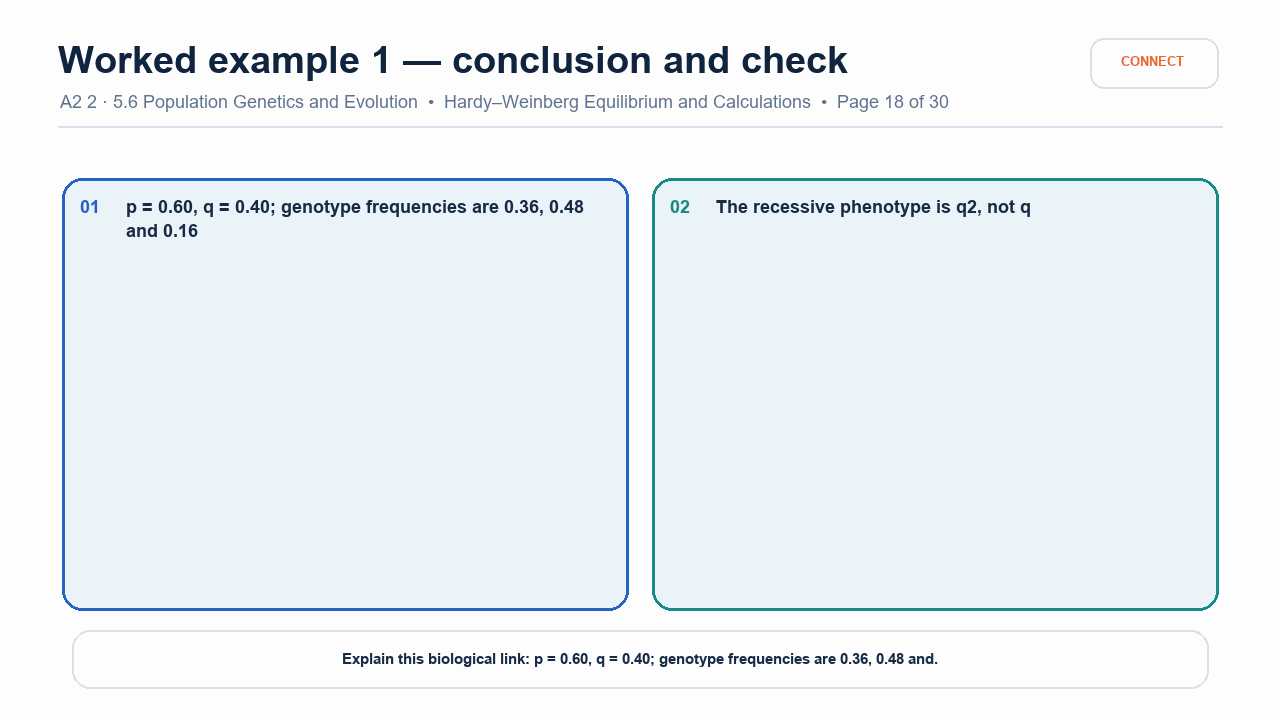 Worked example 1 — conclusion and check
CONNECT
A2 2 · 5.6 Population Genetics and Evolution • Hardy–Weinberg Equilibrium and Calculations • Page 18 of 30
01 p = 0.60, q = 0.40; genotype frequencies are 0.36, 0.48
and 0.16
02 The recessive phenotype is q2, not q
Explain this biological link: p = 0.60, q = 0.40; genotype frequencies are 0.36, 0.48 and.